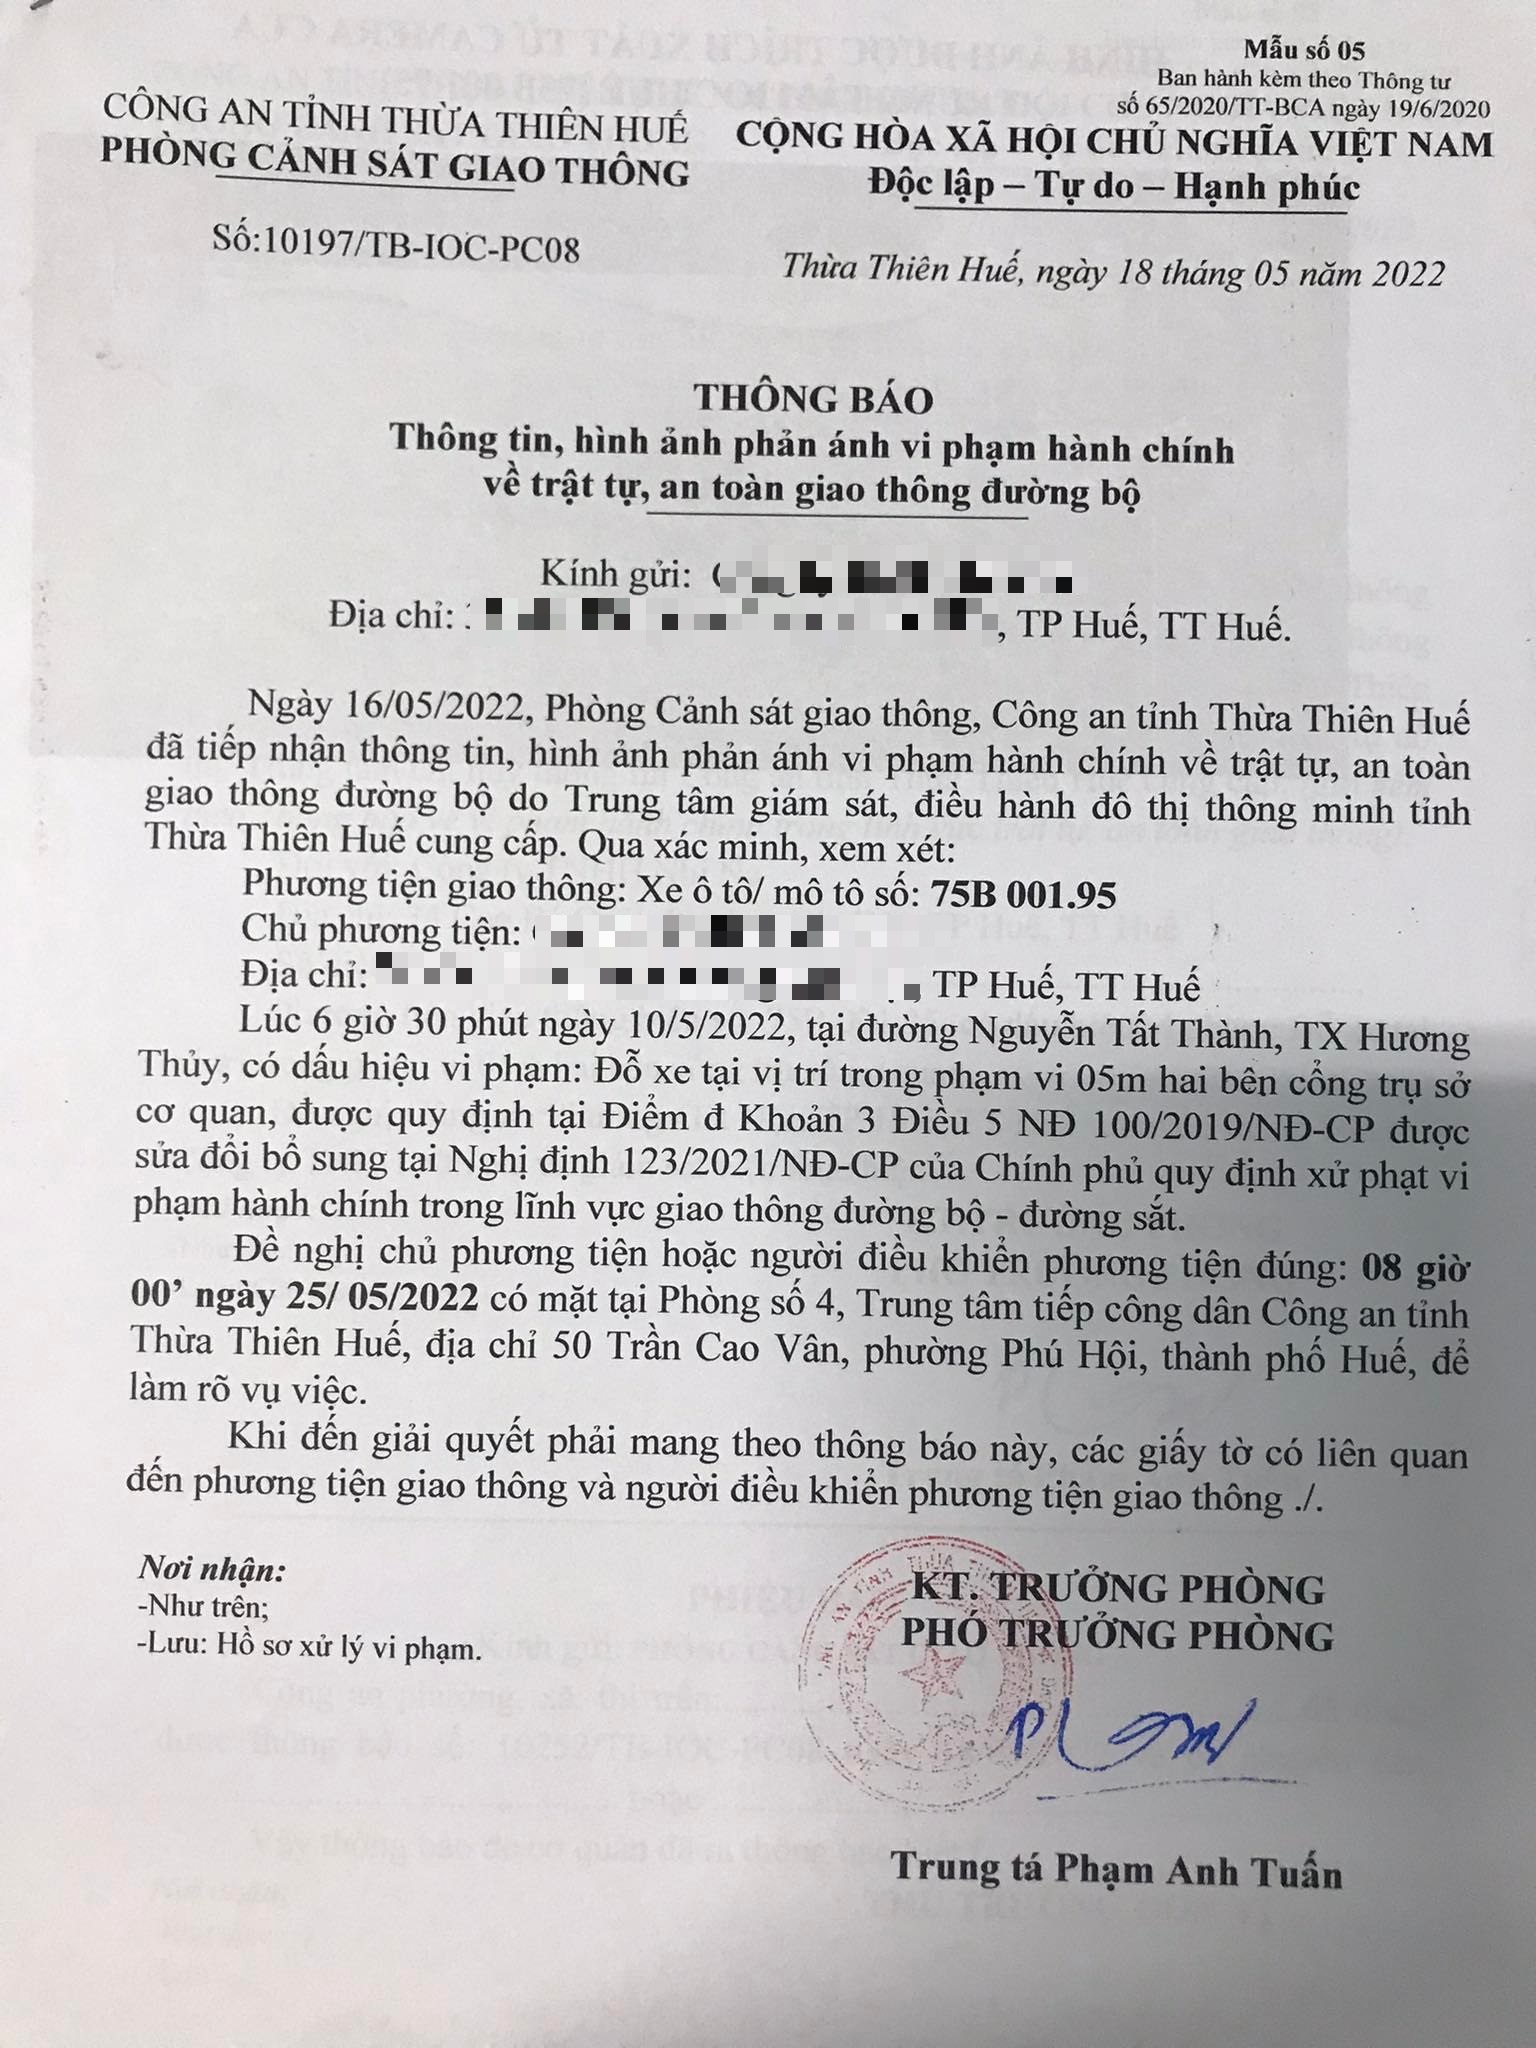 Mẫu số 05
Ban hành kèm theo Thông tư
số 65/2020/TT-BCA ngày 19/6/2020
CÔNG AN TỈNH THỪA THIÊN HUẾ
PHÒNG CẢNH SÁT GIAO THÔNG
CỘNG HÒA XÃ HỘI CHỦ NGHĨA VIỆT NAM
Độc lập – Tự do – Hạnh phúc
Số:10197/TB-IOC-PC08
Thừa Thiên Huế, ngày 18 tháng 05 năm 2022
THÔNG BÁO
Thông tin, hình ảnh phản ánh vi phạm hành chính
về trật tự, an toàn giao thông đường bộ
Kính gửi:
Địa chỉ: , TP Huế, TT Huế.
Ngày 16/05/2022, Phòng Cảnh sát giao thông, Công an tỉnh Thừa Thiên Huế
đã tiếp nhận thông tin, hình ảnh phản ánh vi phạm hành chính về trật tự, an toàn
giao thông đường bộ do Trung tâm giám sát, điều hành đô thị thông minh tỉnh
Thừa Thiên Huế cung cấp. Qua xác minh, xem xét:
Phương tiện giao thông: Xe ô tô/ mô tô số: 75B 001.95
Chủ phương tiện:
Địa chỉ: , TP Huế, TT Huế
Lúc 6 giờ 30 phút ngày 10/5/2022, tại đường Nguyễn Tất Thành, TX Hương
Thủy, có dấu hiệu vi phạm: Đỗ xe tại vị trí trong phạm vi 05m hai bên cổng trụ sở
cơ quan, được quy định tại Điểm đ Khoản 3 Điều 5 NĐ 100/2019/NĐ-CP được
sửa đổi bổ sung tại Nghị định 123/2021/NĐ-CP của Chính phủ quy định xử phạt vi
phạm hành chính trong lĩnh vực giao thông đường bộ - đường sắt.
Đề nghị chủ phương tiện hoặc người điều khiển phương tiện đúng: 08 giờ
00’ ngày 25/ 05/2022 có mặt tại Phòng số 4, Trung tâm tiếp công dân Công an tỉnh
Thừa Thiên Huế, địa chỉ 50 Trần Cao Vân, phường Phú Hội, thành phố Huế, để
làm rõ vụ việc.
Khi đến giải quyết phải mang theo thông báo này, các giấy tờ có liên quan
đến phương tiện giao thông và người điều khiển phương tiện giao thông ./.
Nơi nhận:
-Như trên;
-Lưu: Hồ sơ xử lý vi phạm.
KT. TRƯỞNG PHÒNG
PHÓ TRƯỞNG PHÒNG
Trung tá Phạm Anh Tuấn